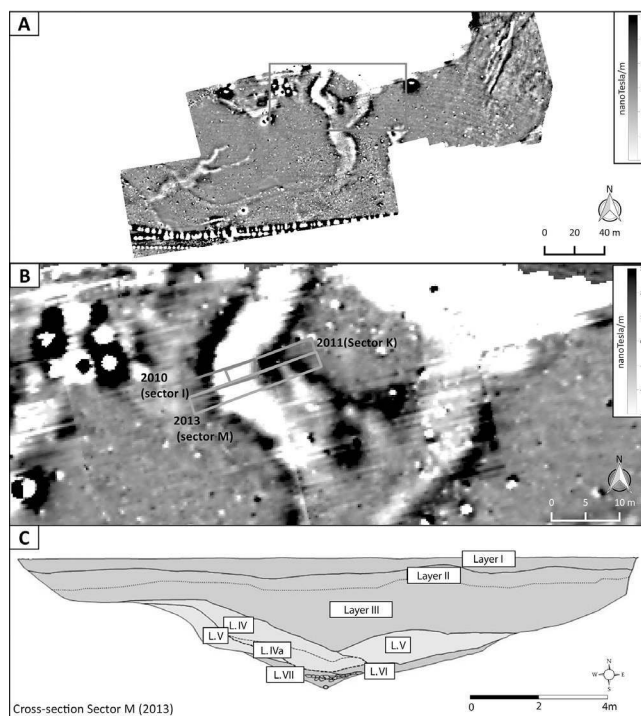 A
nanoTesla/m
N
0 20 40 m
B
nanoTesla/m
2011(Sector K)
2010
(sector I)
2013
(sector M)
N
0 5 10 m
C
Layer I
Layer II
Layer III
L. IV
L. V
L. IVa
L. V
L. VII
L. VI
N
W E
S
0 2 4m
Cross-section Sector M (2013)